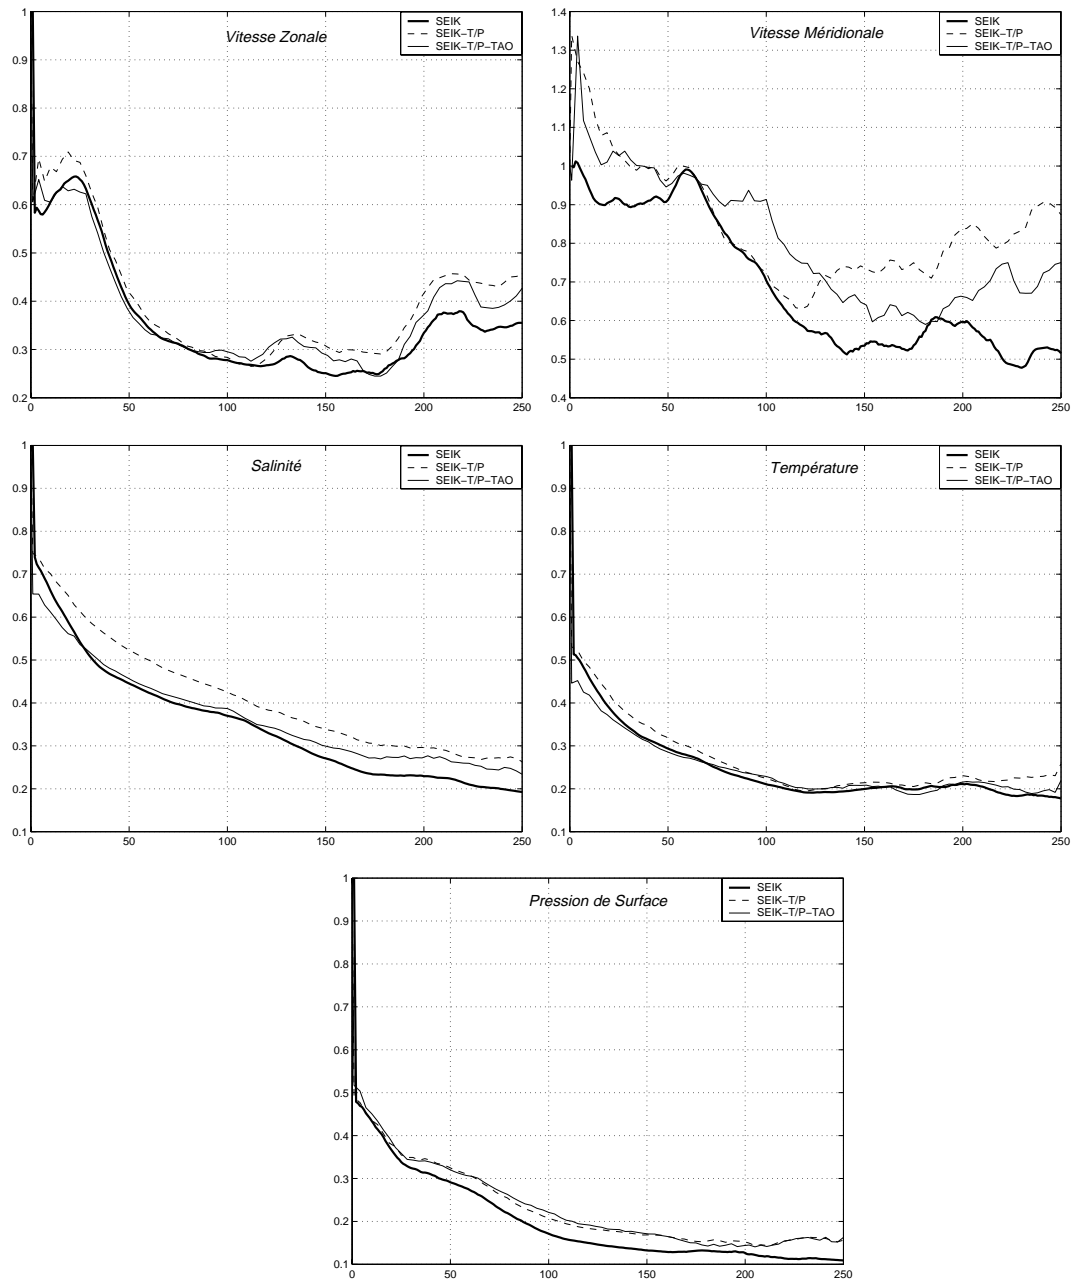 Vitesse Zonale
SEIK
SEIK-T/P
SEIK-T/P-TAO
1
0.9
0.8
0.7
0.6
0.5
0.4
0.3
0.2
0 50 100 150 200 250
Vitesse Méridionale
SEIK
SEIK-T/P
SEIK-T/P-TAO
1.4
1.3
1.2
1.1
1
0.9
0.8
0.7
0.6
0.5
0.4
0 50 100 150 200 250
Salinité
SEIK
SEIK-T/P
SEIK-T/P-TAO
1
0.9
0.8
0.7
0.6
0.5
0.4
0.3
0.2
0.1
0 50 100 150 200 250
Température
SEIK
SEIK-T/P
SEIK-T/P-TAO
1
0.9
0.8
0.7
0.6
0.5
0.4
0.3
0.2
0.1
0 50 100 150 200 250
Pression de Surface
SEIK
SEIK-T/P
SEIK-T/P-TAO
1
0.9
0.8
0.7
0.6
0.5
0.4
0.3
0.2
0.1
0 50 100 150 200 250